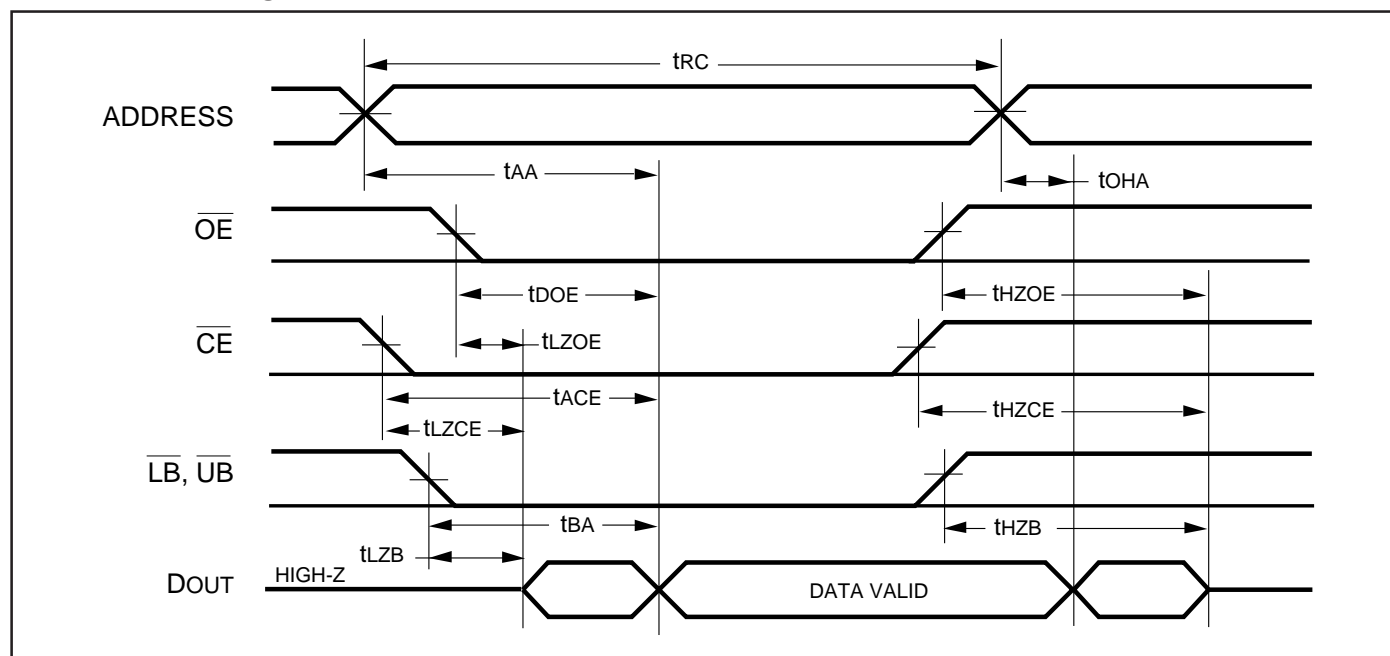 tRC
ADDRESS
tAA
tOHA
OE
tDOE
tHZOE
CE
tLZOE
tACE
tHZCE
tLZCE
LB, UB
tBA
tHZB
tLZB
DOUT
HIGH-Z
DATA VALID